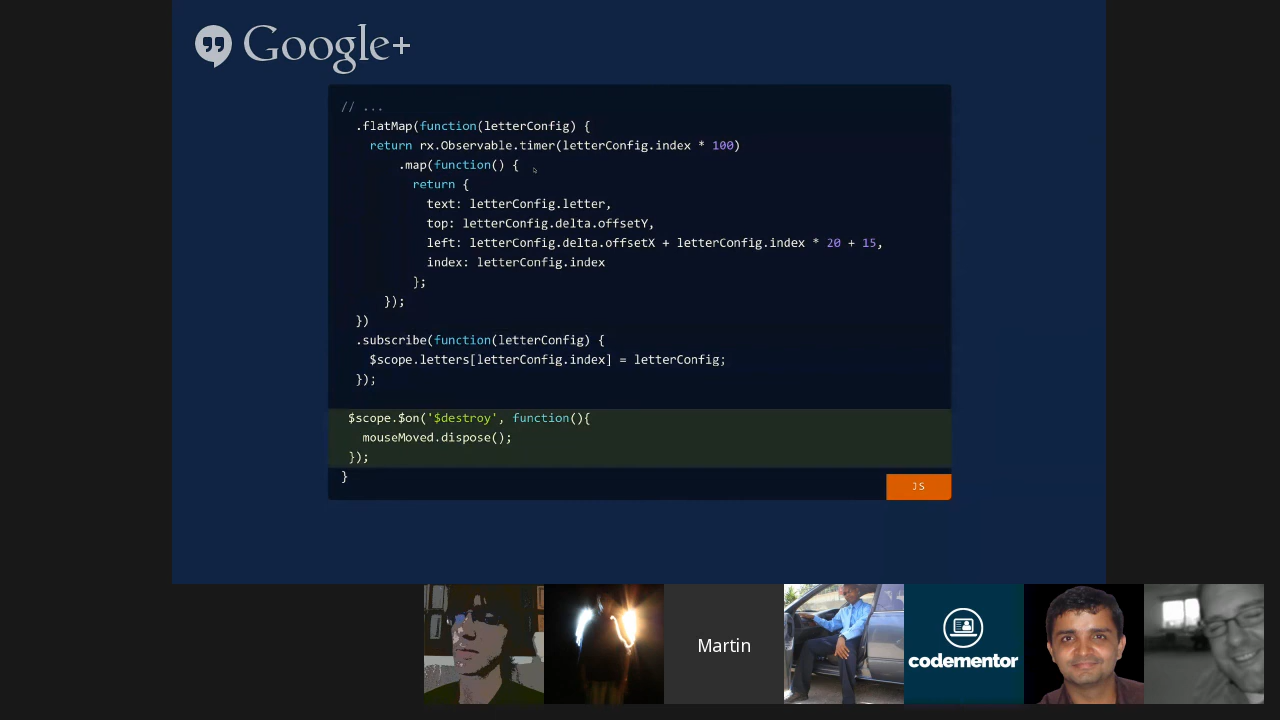 Google+
// ...
.flatMap(function(letterConfig) {
return rx.Observable.timer(letterConfig.index * 100)
.map(function() {
return {
text: letterConfig.letter,
top: letterConfig.delta.offsetY,
left: letterConfig.delta.offsetX + letterConfig.index * 20 + 15,
index: letterConfig.index
};
});
})
.subscribe(function(letterConfig) {
$scope.letters[letterConfig.index] = letterConfig;
});
$scope.$on('$destroy', function(){
mouseMoved.dispose();
});
}
JS
Martin
codementor